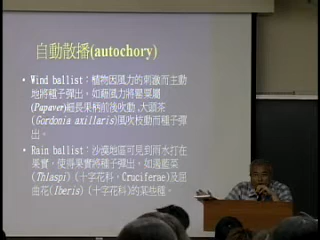 自動散播(autochory)
• Wind ballist：植物因風力的刺激而主動
地將種子彈出，如藉風力將罌粟屬
(Papaver)細長果柄前後吹動,大頭茶
(Gordonia axillaris)風吹枝動而種子彈
出。
• Rain ballist：沙漠地區可見到雨水打在
果實，使得果實將種子彈出，如遏藍菜
(Thlaspi) (十字花科，Cruciferae)及屈
曲花(Iberis) (十字花科)的某些種。